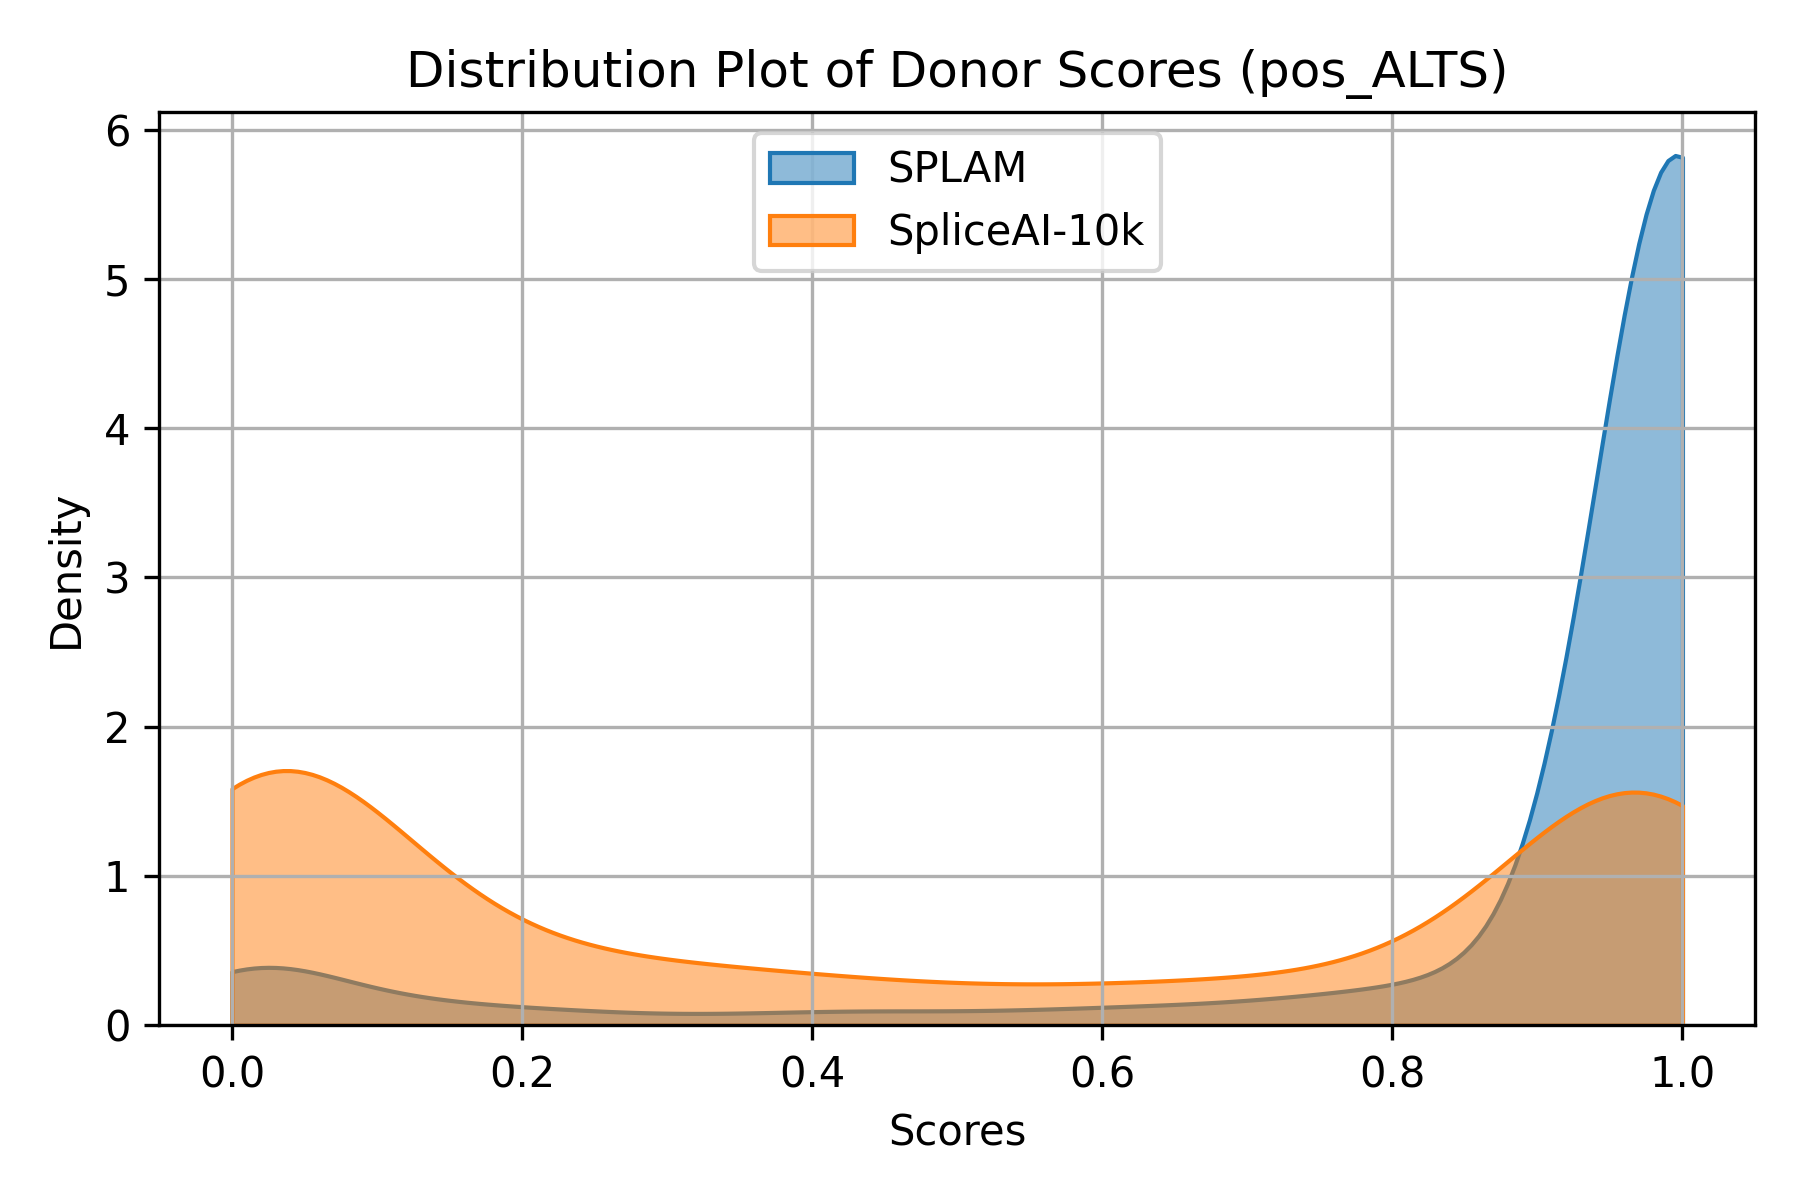 Distribution Plot of Donor Scores (pos_ALTS)
SPLAM
SpliceAI-10k
6
5
4
3
2
1
0
Density
0.0 0.2 0.4 0.6 0.8 1.0
Scores